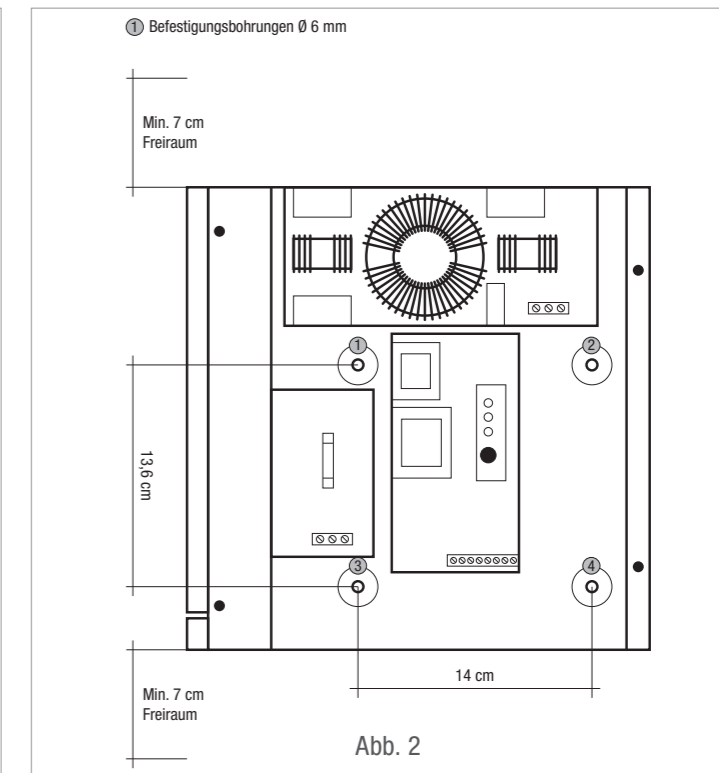 1 Befestigungsbohrungen Ø 6 mm
Min. 7 cm
Freiraum
1
2
13,6 cm
3
4
14 cm
Min. 7 cm
Freiraum
Abb. 2